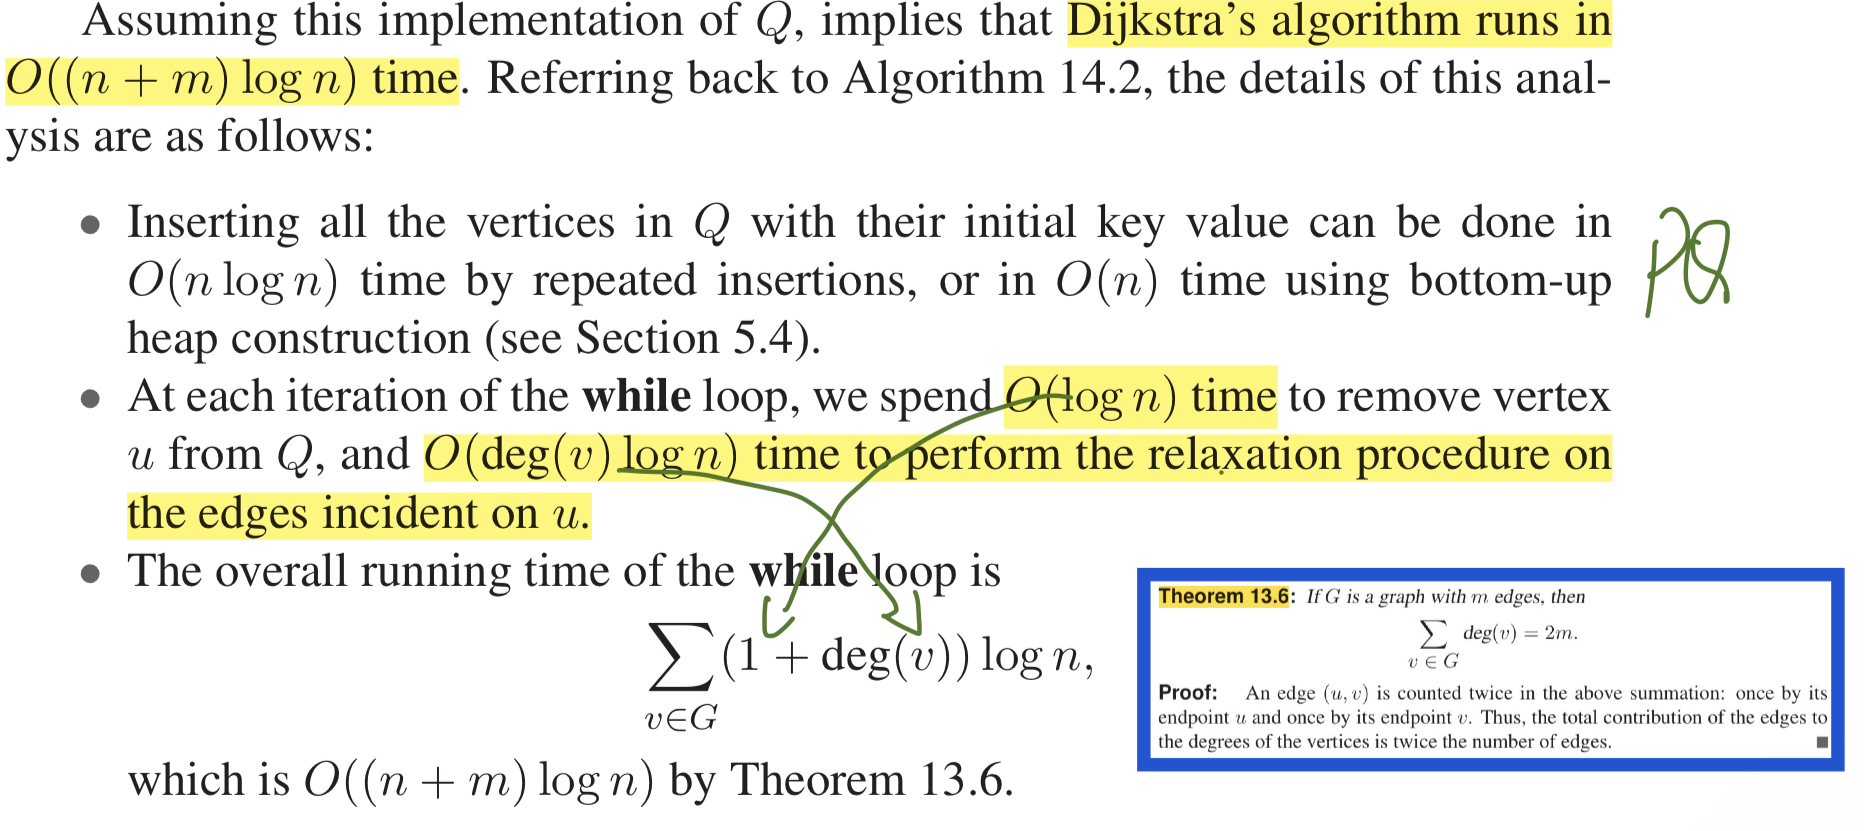 Assuming this implementation of Q, implies that Dijkstra's algorithm runs in
O((n + m) log n) time. Referring back to Algorithm 14.2, the details of this anal-
ysis are as follows:
• Inserting all the vertices in Q with their initial key value can be done in
O(n log n) time by repeated insertions, or in O(n) time using bottom-up
heap construction (see Section 5.4).
PQ
• At each iteration of the while loop, we spend O(log n) time to remove vertex
u from Q, and O(deg(v) log n) time to perform the relaxation procedure on
the edges incident on u.
• The overall running time of the while loop is
∑(1 + deg(v)) log n,
v∈G
which is O((n + m) log n) by Theorem 13.6.
Theorem 13.6: If G is a graph with m edges, then
∑ deg(v) = 2m.
v ∈ G
Proof: An edge (u, v) is counted twice in the above summation: once by its
endpoint u and once by its endpoint v. Thus, the total contribution of the edges to
the degrees of the vertices is twice the number of edges. ■